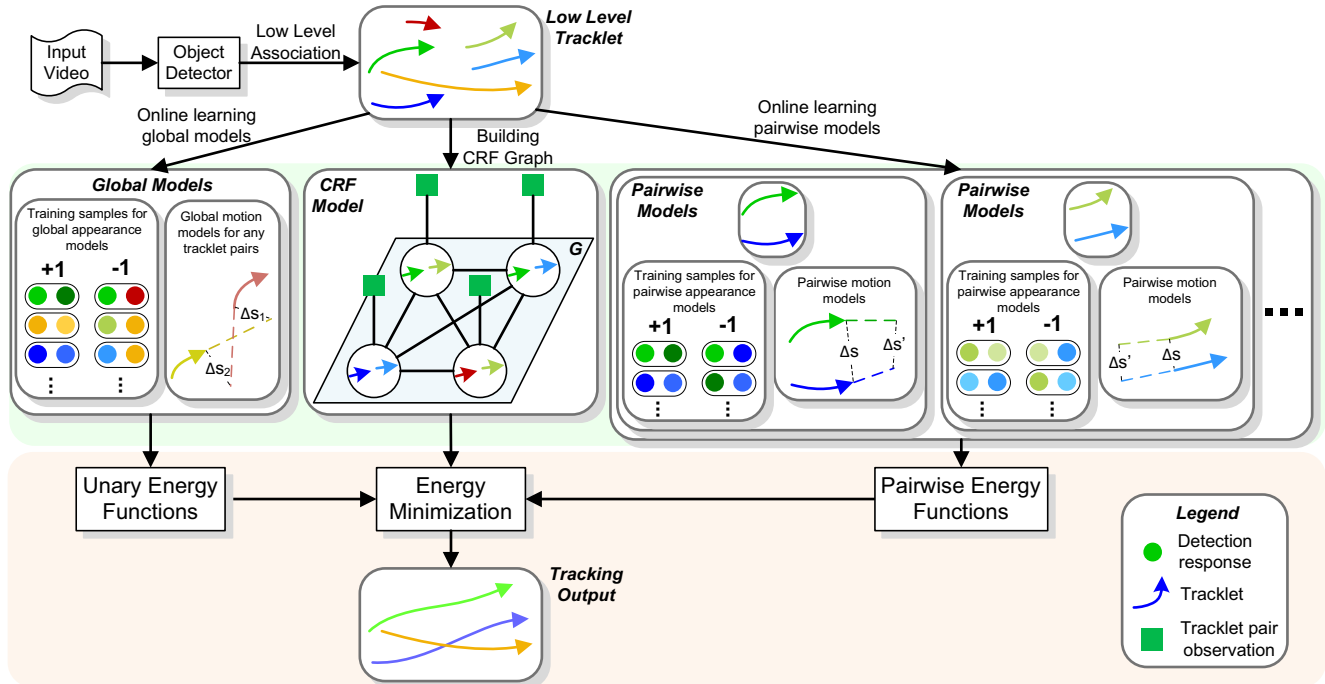 Input
Video
Object
Detector
Low Level
Association
Low Level
Tracklet
Online learning
global models
Building
CRF Graph
Online learning
pairwise models
Global Models
Training samples for
global appearance
models
+1 -1
Global motion
models for any
tracklet pairs
Δs1
Δs2
CRF
Model
G
Pairwise
Models
Training samples for
pairwise appearance
models
+1 -1
Pairwise motion
models
Δs Δs'
Pairwise
Models
Training samples for
pairwise appearance
models
+1 -1
Pairwise motion
models
Δs' Δs
Unary Energy
Functions
Energy
Minimization
Pairwise Energy
Functions
Tracking
Output
Legend
Detection
response
Tracklet
Tracklet pair
observation